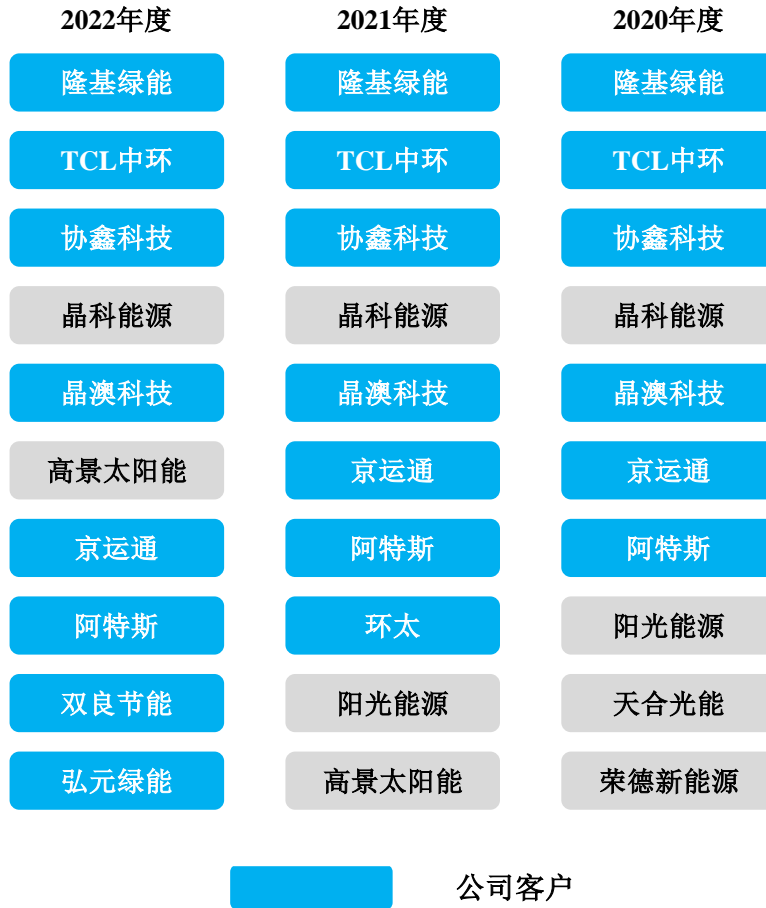 2022年度 2021年度 2020年度
隆基绿能 隆基绿能 隆基绿能
TCL中环 TCL中环 TCL中环
协鑫科技 协鑫科技 协鑫科技
晶科能源 晶科能源 晶科能源
晶澳科技 晶澳科技 晶澳科技
高景太阳能 京运通 京运通
京运通 阿特斯 阿特斯
阿特斯 环太 阳光能源
双良节能 阳光能源 天合光能
弘元绿能 高景太阳能 荣德新能源
公司客户